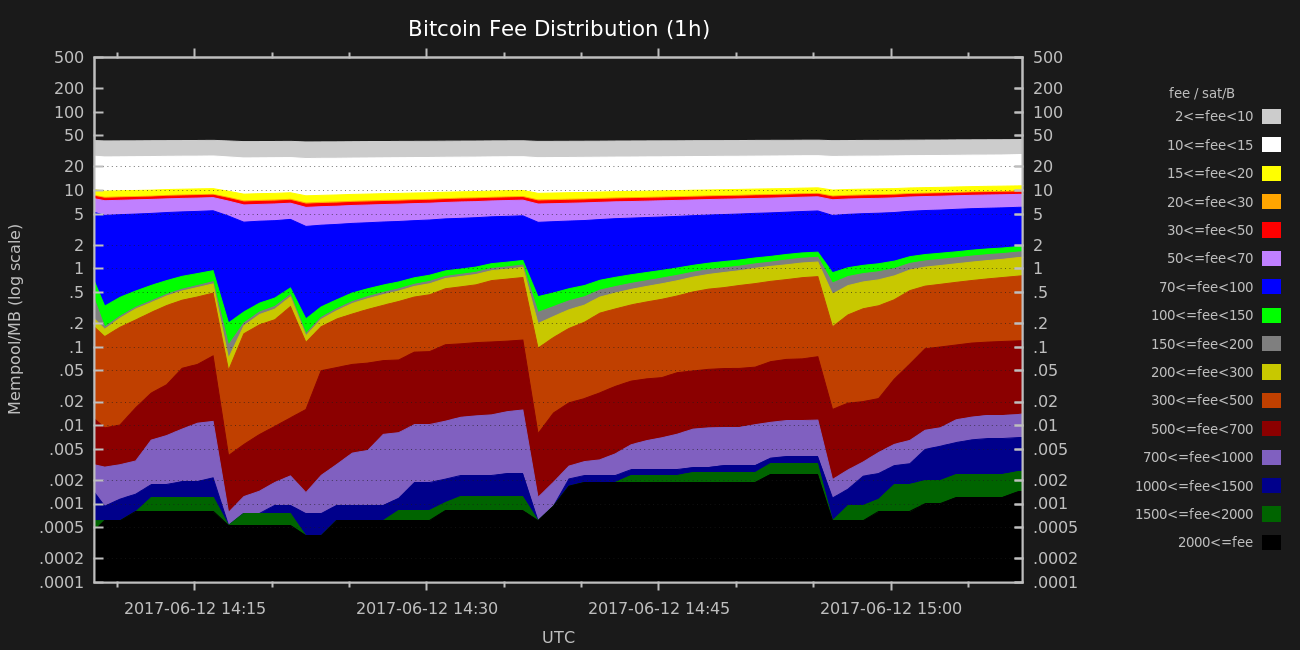 Bitcoin Fee Distribution (1h)
Mempool/MB (log scale)
500
200
100
50
20
10
5
2
1
.5
.2
.1
.05
.02
.01
.005
.002
.001
.0005
.0002
.0001
500
200
100
50
20
10
5
2
1
.5
.2
.1
.05
.02
.01
.005
.002
.001
.0005
.0002
.0001
2017-06-12 14:15
2017-06-12 14:30
2017-06-12 14:45
2017-06-12 15:00
UTC
fee / sat/B
2<=fee<10
10<=fee<15
15<=fee<20
20<=fee<30
30<=fee<50
50<=fee<70
70<=fee<100
100<=fee<150
150<=fee<200
200<=fee<300
300<=fee<500
500<=fee<700
700<=fee<1000
1000<=fee<1500
1500<=fee<2000
2000<=fee